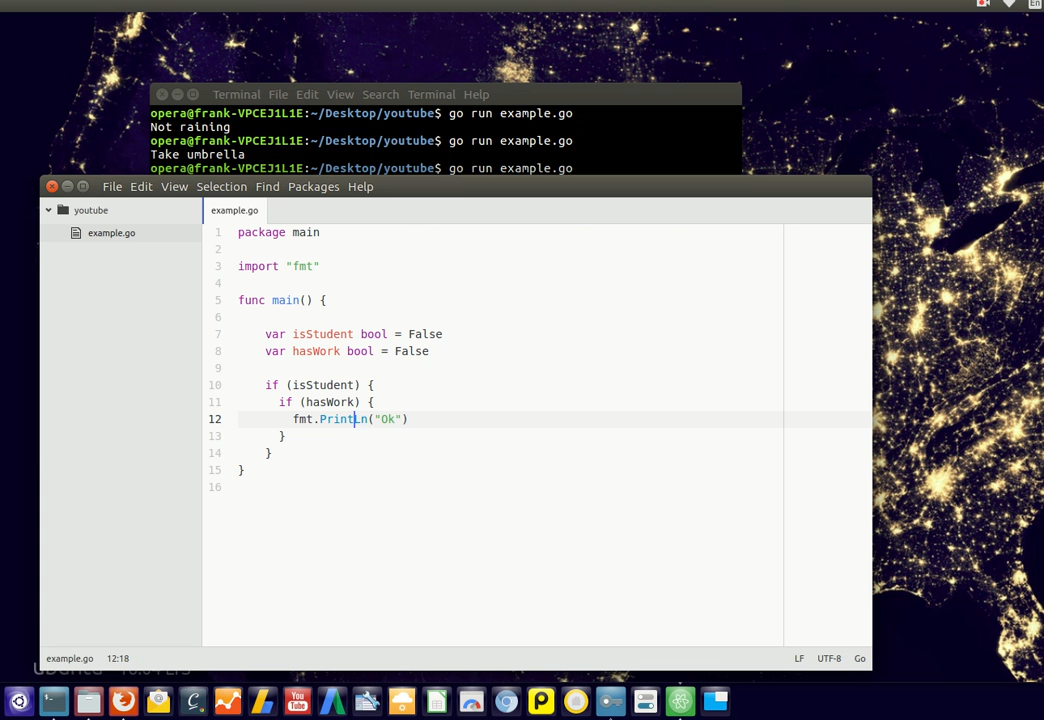 En
Terminal File Edit View Search Terminal Help
opera@frank-VPCEJ1L1E:~/Desktop/youtube$ go run example.go
Not raining
opera@frank-VPCEJ1L1E:~/Desktop/youtube$ go run example.go
Take umbrella
opera@frank-VPCEJ1L1E:~/Desktop/youtube$ go run example.go
File Edit View Selection Find Packages Help
youtube
example.go
example.go
1 package main
2
3 import "fmt"
4
5 func main() {
6
7 var isStudent bool = False
8 var hasWork bool = False
9
10 if (isStudent) {
11 if (hasWork) {
12 fmt.PrintLn("Ok")
13 }
14 }
15 }
16
example.go 12:18 LF UTF-8 Go
You
Tube